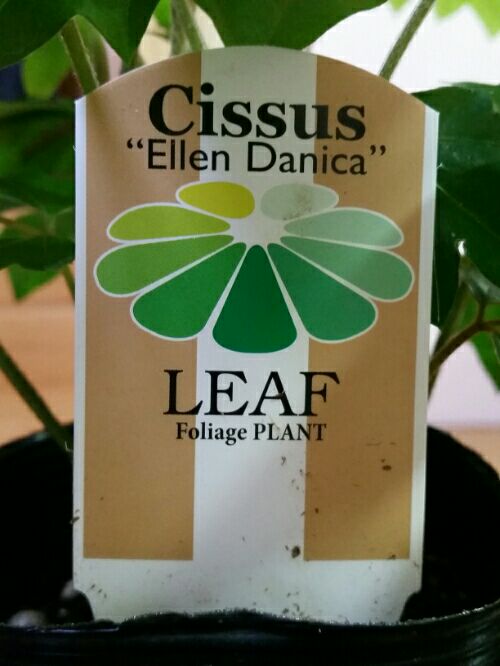 Cissus
“Ellen Danica”
LEAF
Foliage PLANT